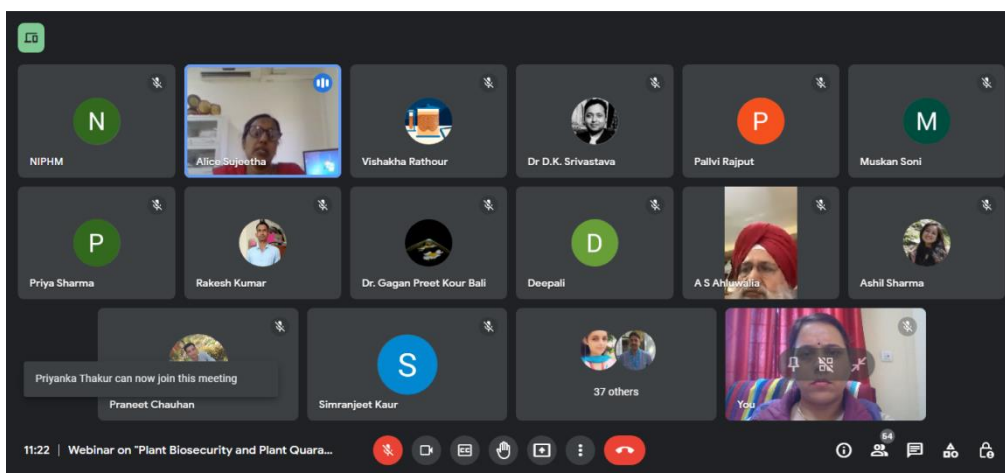 N
NIPHM
Alice Sujeetha
Vishakha Rathour
Dr D.K. Srivastava
P
Pallvi Rajput
M
Muskan Soni
P
Priya Sharma
Rakesh Kumar
Dr. Gagan Preet Kour Bali
D
Deepali
A S Ahluwalia
Ashil Sharma
Priyanka Thakur can now join this meeting
Praneet Chauhan
S
Simranjeet Kaur
37 others
You
11:22 | Webinar on "Plant Biosecurity and Plant Quara...
CC
54